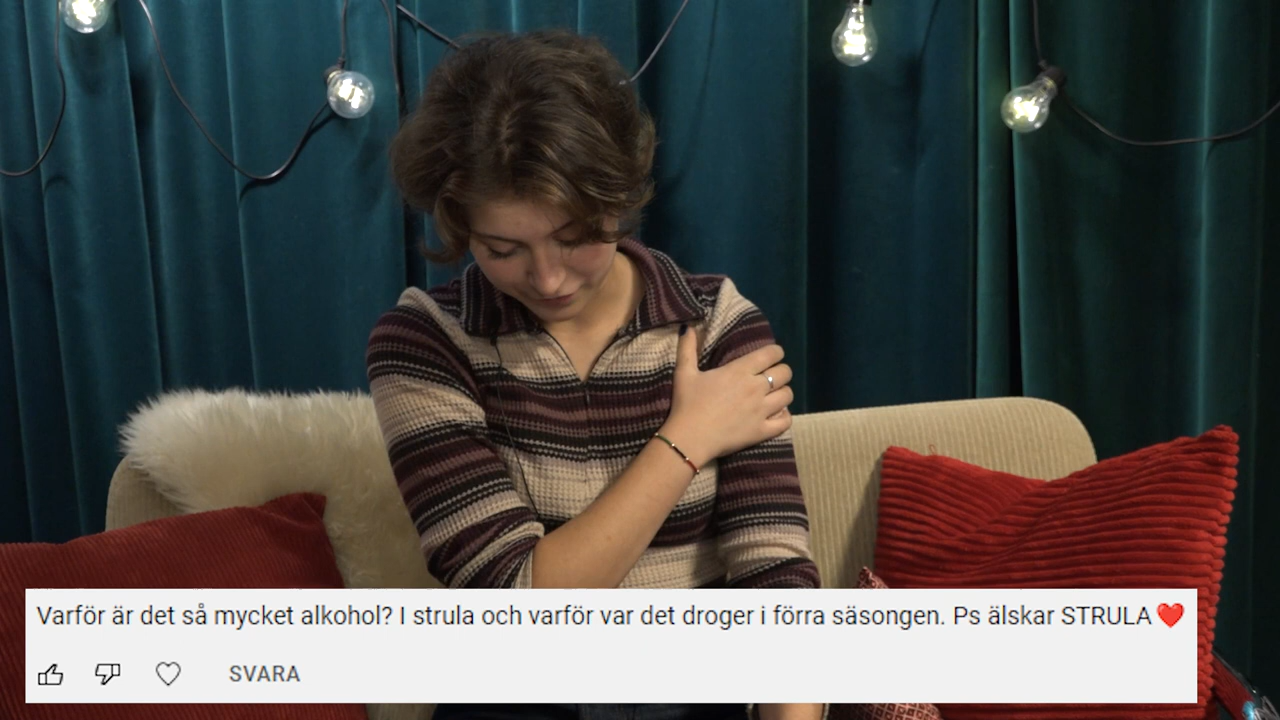 Varför är det så mycket alkohol? I strula och varför var det droger i förra säsongen. Ps älskar STRULA ❤️
SVARA